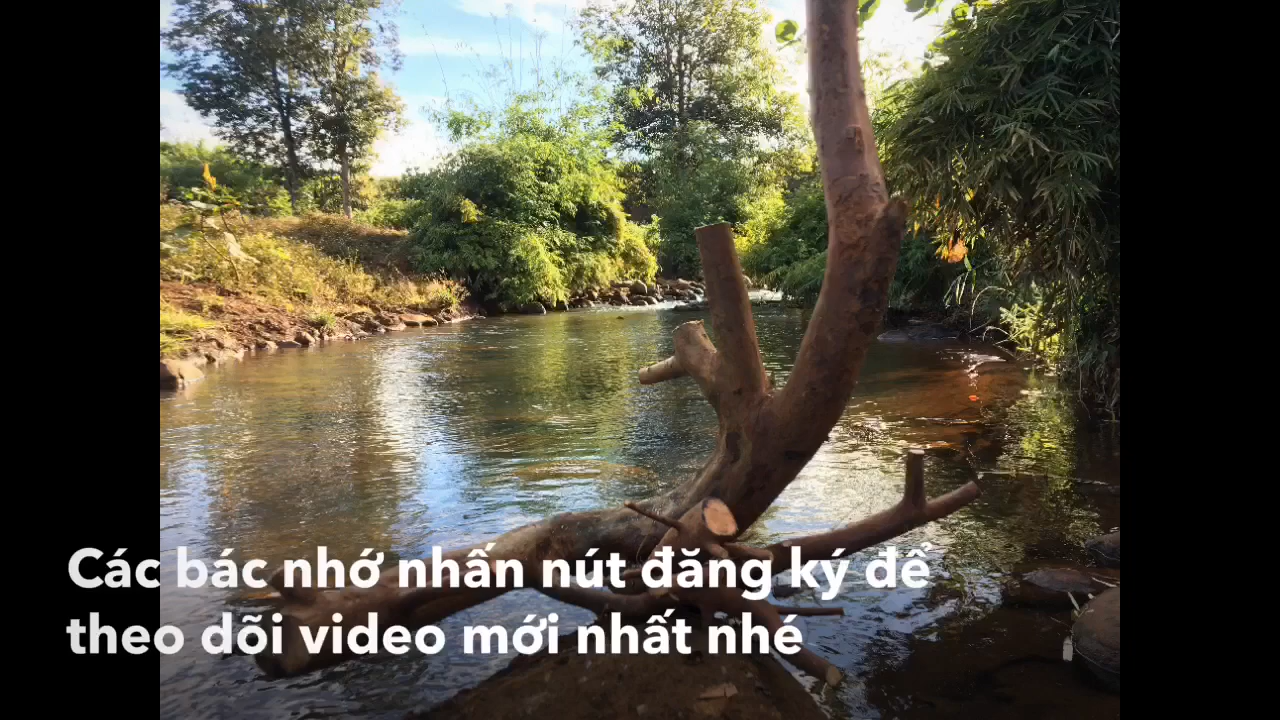 Các bác nhớ nhấn nút đăng ký để
theo dõi video mới nhất nhé